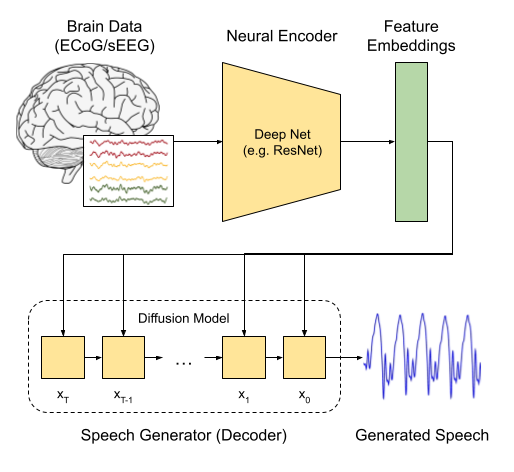 Brain Data
(ECoG/sEEG)
Neural Encoder
Feature
Embeddings
Deep Net
(e.g. ResNet)
Diffusion Model
...
x_T
x_T-1
x_1
x_0
Speech Generator (Decoder)
Generated Speech